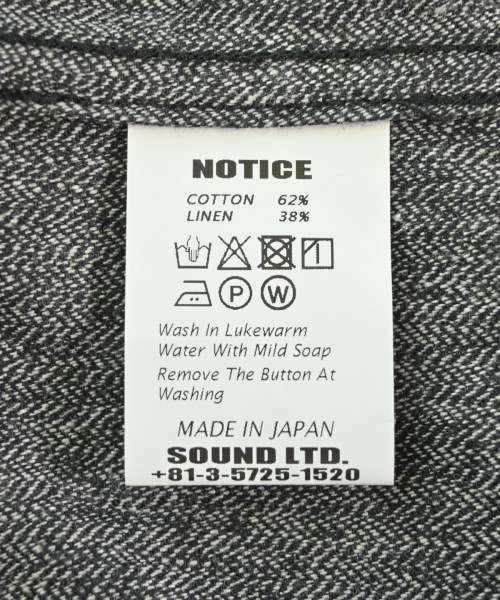 NOTICE
COTTON 62%
LINEN 38%
P W
Wash In Lukewarm
Water With Mild Soap
Remove The Button At
Washing
MADE IN JAPAN
SOUND LTD.
+81-3-5725-1520